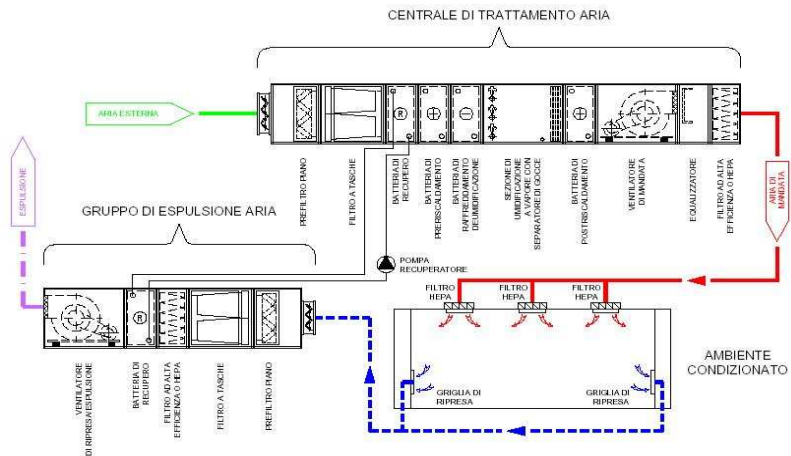 CENTRALE DI TRATTAMENTO ARIA
ARIA ESTERNA
R
PREFILTRO PIANO
FILTRO A TASCHE
BATTERIA DI
RECUPERO
BATTERIA DI
PRERISCALDAMENTO
BATTERIA DI
RAFFREDDAMENTO
DEUMIDIFICAZIONE
SEZIONE DI
UMIDIFICAZIONE
A VAPORE CON
SEPARATORE DI GOCCE
BATTERIA DI
POSTRISCALDAMENTO
VENTILATORE
DI MANDATA
EQUALIZZATORE
FILTRO AD ALTA
EFFICIENZA O HEPA
ARIA DI
MANDATA
ESPULSIONE
GRUPPO DI ESPULSIONE ARIA
POMPA
RECUPERATORE
R
VENTILATORE
DI RIPRESA/ESPULSIONE
BATTERIA DI
RECUPERO
FILTRO AD ALTA
EFFICIENZA O HEPA
FILTRO A TASCHE
PREFILTRO PIANO
FILTRO
HEPA
FILTRO
HEPA
FILTRO
HEPA
AMBIENTE
CONDIZIONATO
GRIGLIA DI
RIPRESA
GRIGLIA DI
RIPRESA